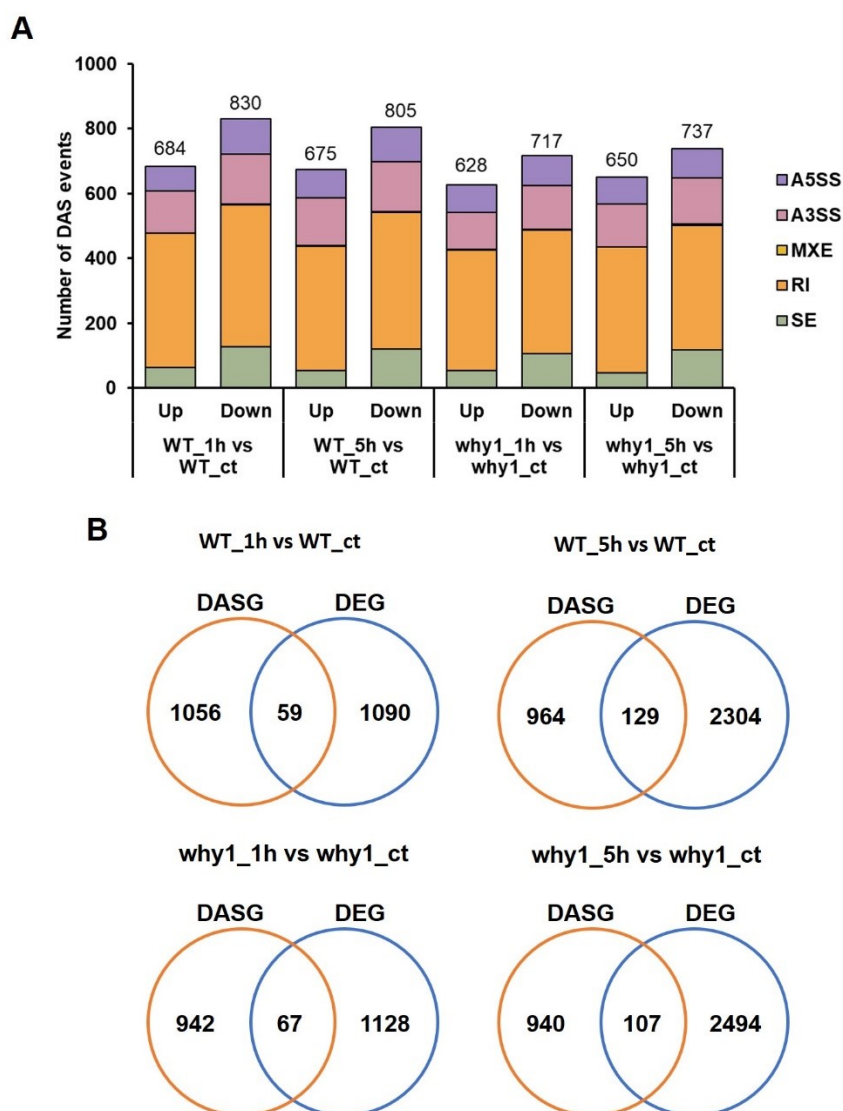 A
Number of DAS events
1000
800
600
400
200
0
684
830
675
805
628
717
650
737
A5SS
A3SS
MXE
RI
SE
Up Down Up Down Up Down Up Down
WT_1h vs WT_5h vs why1_1h vs why1_5h vs
WT_ct WT_ct why1_ct why1_ct
B
WT_1h vs WT_ct
DASG DEG
1056 59 1090
WT_5h vs WT_ct
DASG DEG
964 129 2304
why1_1h vs why1_ct
DASG DEG
942 67 1128
why1_5h vs why1_ct
DASG DEG
940 107 2494